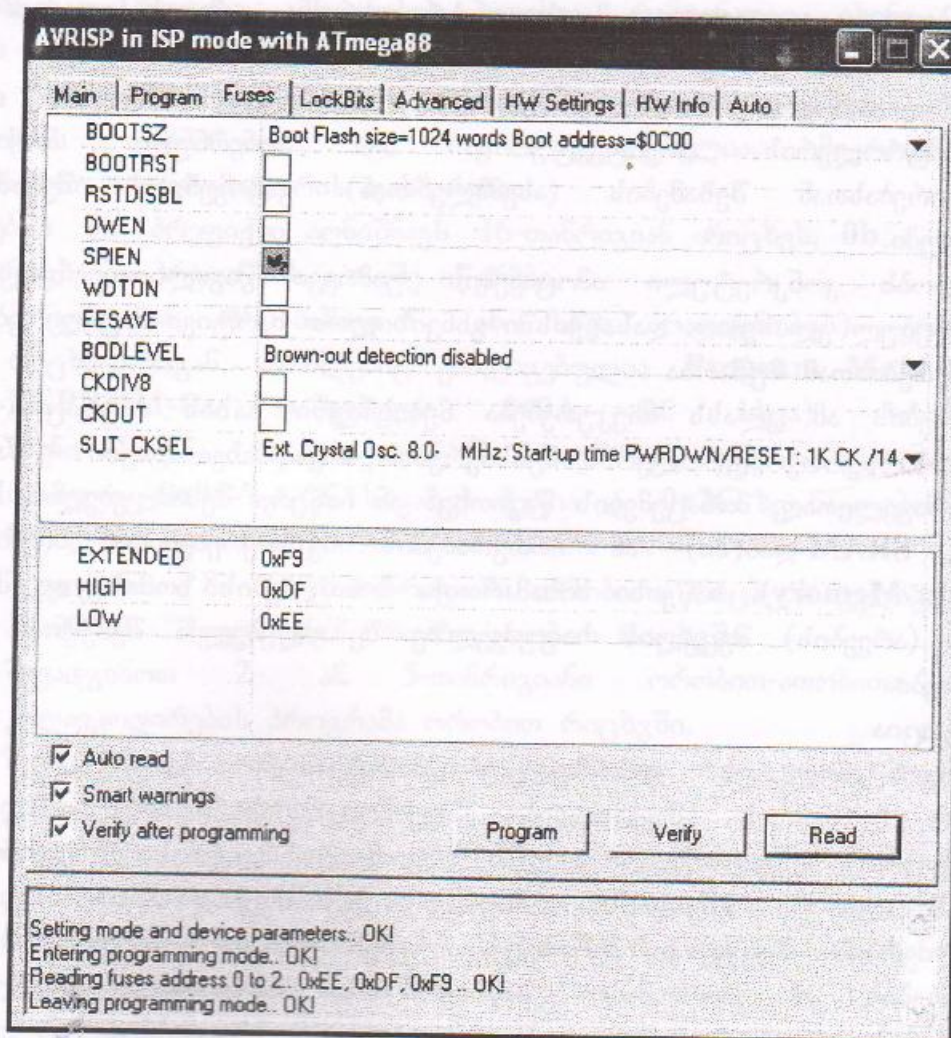 AVRISP in ISP mode with ATmega88
Main Program Fuses LockBits Advanced HW Settings HW Info Auto
BOOTSZ Boot Flash size=1024 words Boot address=$0C00
BOOTRST
RSTDISBL
DWEN
SPIEN
WDTON
EESAVE
BODLEVEL Brown-out detection disabled
CKDIV8
CKOUT
SUT_CKSEL Ext. Crystal Osc. 8.0- MHz; Start-up time PWRDWN/RESET: 1K CK /14
EXTENDED 0xF9
HIGH 0xDF
LOW 0xEE
Auto read
Smart warnings
Verify after programming
Program Verify Read
Setting mode and device parameters.. OK!
Entering programming mode.. OK!
Reading fuses address 0 to 2.. 0xEE, 0xDF, 0xF9 .. OK!
Leaving programming mode.. OK!